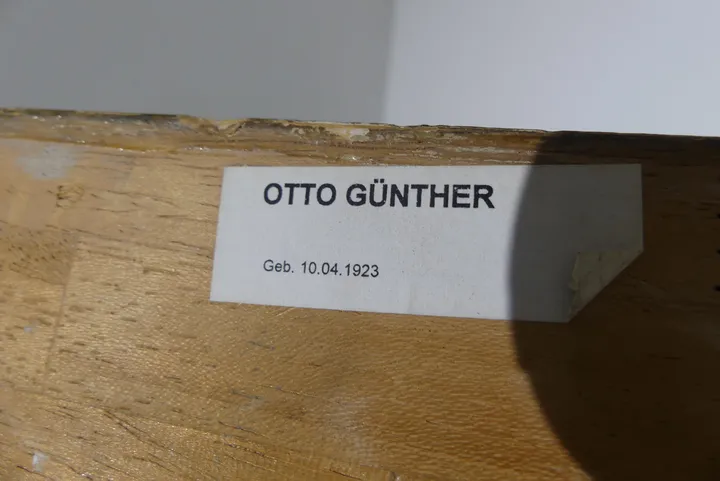 OTTO GÜNTHER
Geb. 10.04.1923